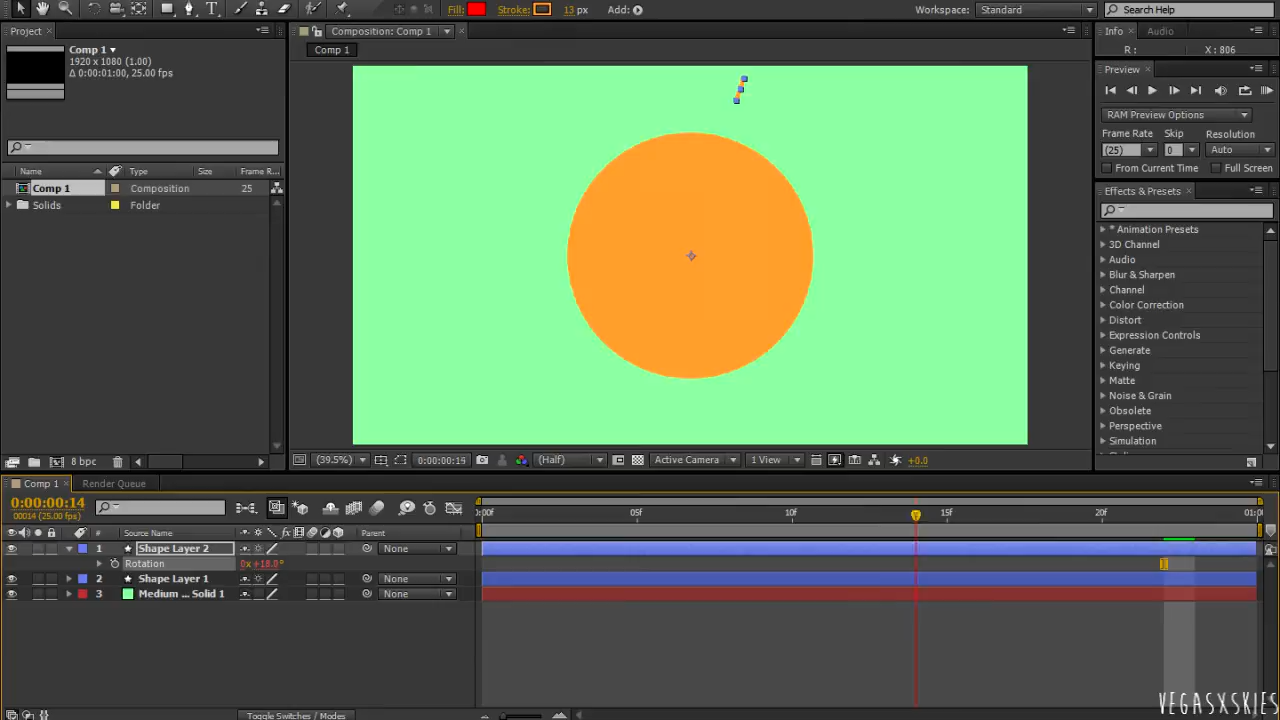 Fill: Stroke: 13 px Add: Workspace: Standard Search Help
Project Composition: Comp 1 Info Audio
Comp 1 Comp 1 R: X: 806
1920 x 1080 (1.00)
Δ 0:00:01:00, 25.00 fps
Preview
RAM Preview Options
Frame Rate Skip Resolution
(25) 0 Auto
From Current Time Full Screen
Name Type Size Frame R...
Comp 1 Composition 25
Solids Folder
Effects & Presets
* Animation Presets
3D Channel
Audio
Blur & Sharpen
Channel
Color Correction
Distort
Expression Controls
Generate
Keying
Matte
Noise & Grain
Obsolete
Perspective
Simulation
8 bpc (39.5%) 0:00:00:14 (Half) Active Camera 1 View +0.0
Comp 1 Render Queue
0:00:00:14
00014 (25.00 fps)
:00f 05f 10f 15f 20f 01:0
# Source Name Parent
1 Shape Layer 2 None
Rotation 0x +18.0°
2 Shape Layer 1 None
3 Medium ... Solid 1 None
Toggle Switches / Modes
VEGASXSKIES